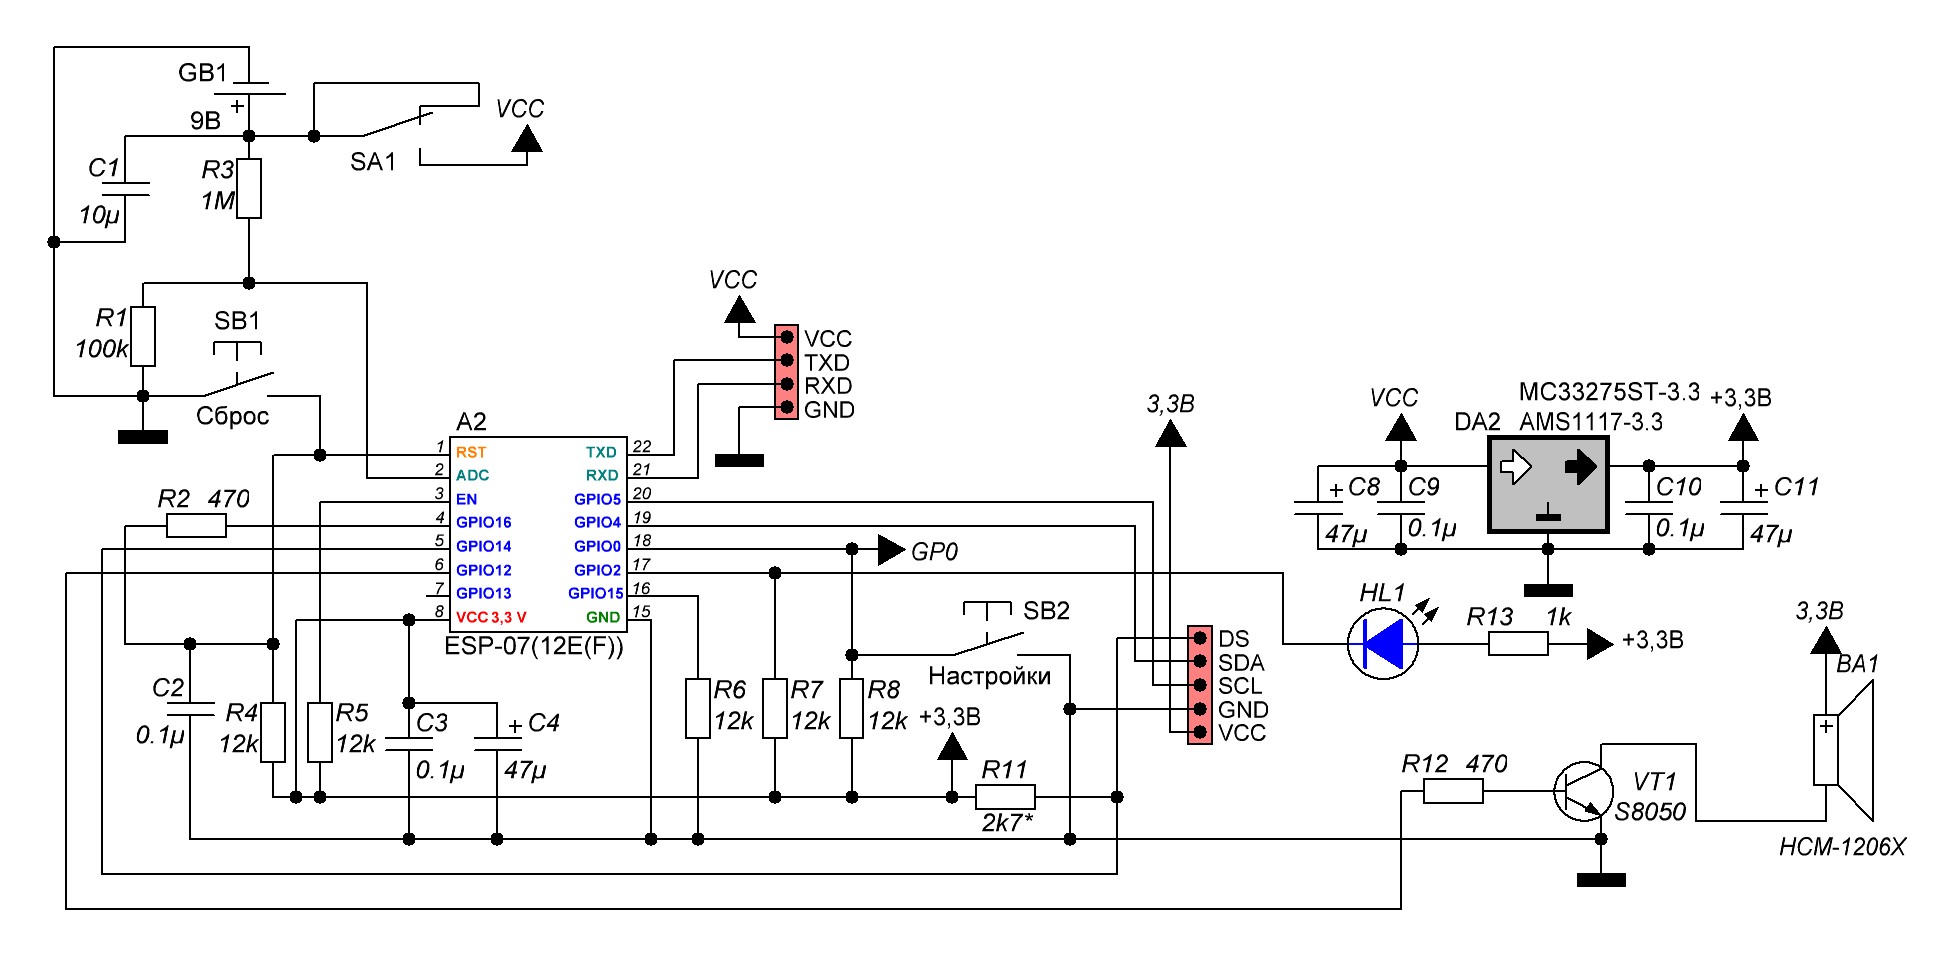 GB1
+
9В
VCC
SA1
C1
10µ
R3
1M
R1
100k
SB1
Сброс
VCC
VCC
TXD
RXD
GND
A2
1 RST TXD 22
2 ADC RXD 21
3 EN GPIO5 20
4 GPIO16 GPIO4 19
5 GPIO14 GPIO0 18
6 GPIO12 GPIO2 17
7 GPIO13 GPIO15 16
8 VCC 3,3 V GND 15
ESP-07(12E(F))
R2 470
GP0
3,3В
VCC
MC33275ST-3.3
+3,3В
DA2
AMS1117-3.3
+ C8
47µ
C9
0.1µ
C10
0.1µ
+ C11
47µ
SB2
Настройки
HL1
R13 1k
+3,3В
DS
SDA
SCL
GND
VCC
3,3В
BA1
+
HCM-1206X
C2
0.1µ
R4
12k
R5
12k
C3
0.1µ
+ C4
47µ
R6
12k
R7
12k
R8
12k
+3,3В
R11
2k7*
R12 470
VT1
S8050